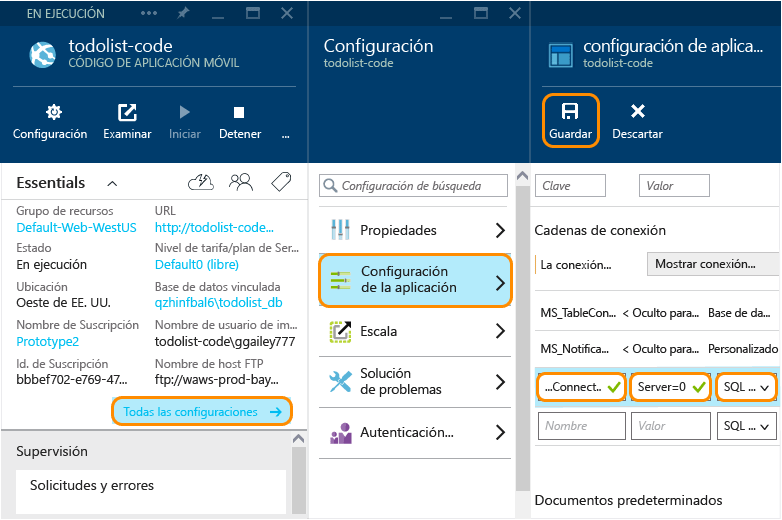 EN EJECUCIÓN
todolist-code
CÓDIGO DE APLICACIÓN MÓVIL
Configuración
Examinar
Iniciar
Detener
...
Essentials
Grupo de recursos
URL
Default-Web-WestUS
http://todolist-code...
Estado
Nivel de tarifa/plan de Ser...
En ejecución
Default0 (libre)
Ubicación
Base de datos vinculada
Oeste de EE. UU.
qzhinfbal6\todolist_db
Nombre de Suscripción
Nombre de usuario de im...
Prototype2
todolist-code\ggailey777
Id. de Suscripción
Nombre de host FTP
bbbef702-e769-47...
ftp://waws-prod-bay...
Todas las configuraciones
Supervisión
Solicitudes y errores
Configuración
todolist-code
Configuración de búsqueda
Propiedades
Configuración
de la aplicación
Escala
Solución
de problemas
Autenticación...
configuración de aplica...
todolist-code
Guardar
Descartar
Clave
Valor
Cadenas de conexión
La conexión...
Mostrar conexión...
MS_TableCon...
< Oculto para...
Base de da...
MS_Notifica...
< Oculto para...
Personalizado
...Connect..
Server=0
SQL ...
Nombre
Valor
SQL ...
Documentos predeterminados